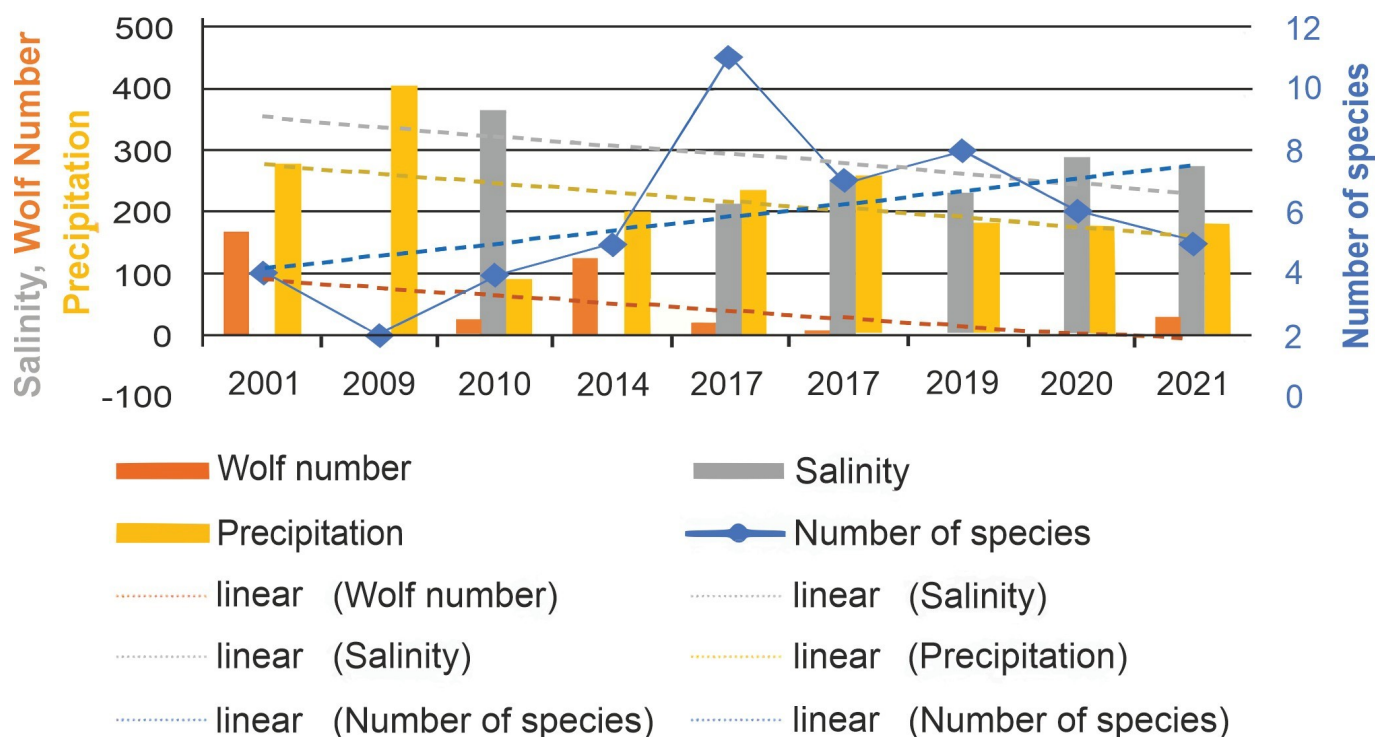 Salinity, Wolf Number
Precipitation
500
400
300
200
100
0
-100
12
10
8
6
4
2
0
Number of species
2001 2009 2010 2014 2017 2017 2019 2020 2021
Wolf number Salinity
Precipitation Number of species
linear (Wolf number) linear (Salinity)
linear (Salinity) linear (Precipitation)
linear (Number of species) linear (Number of species)